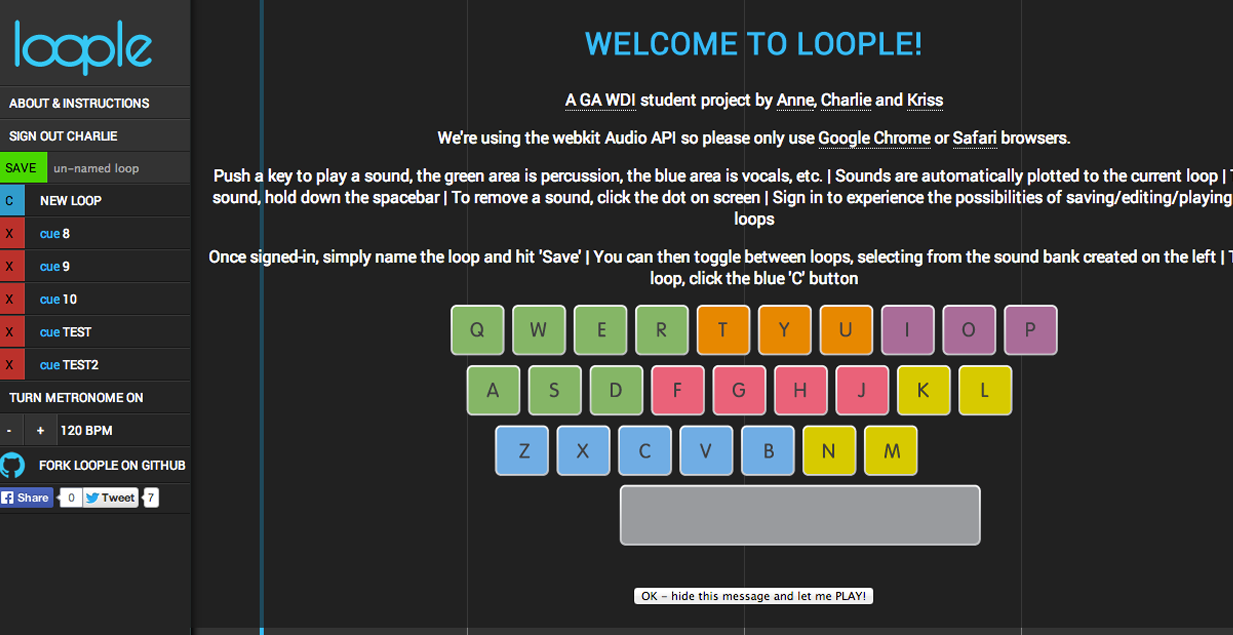 loople
ABOUT & INSTRUCTIONS
SIGN OUT CHARLIE
SAVE un-named loop
C NEW LOOP
X cue 8
X cue 9
X cue 10
X cue TEST
X cue TEST2
TURN METRONOME ON
- + 120 BPM
FORK LOOPLE ON GITHUB
Share 0 Tweet 7
WELCOME TO LOOPLE!
A GA WDI student project by Anne, Charlie and Kriss
We're using the webkit Audio API so please only use Google Chrome or Safari browsers.
Push a key to play a sound, the green area is percussion, the blue area is vocals, etc. | Sounds are automatically plotted to the current loop |
sound, hold down the spacebar | To remove a sound, click the dot on screen | Sign in to experience the possibilities of saving/editing/playing
loops
Once signed-in, simply name the loop and hit 'Save' | You can then toggle between loops, selecting from the sound bank created on the left |
loop, click the blue 'C' button
Q W E R T Y U I O P
A S D F G H J K L
Z X C V B N M
OK - hide this message and let me PLAY!